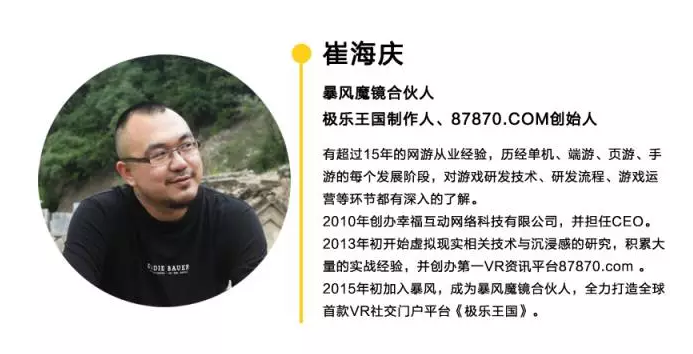 崔海庆
暴风魔镜合伙人
极乐王国制作人、87870.COM创始人
有超过15年的网游从业经验，历经单机、端游、页游、手
游的每个发展阶段，对游戏研发技术、研发流程、游戏运
营等环节都有深入的了解。
2010年创办幸福互动网络科技有限公司，并担任CEO。
2013年初开始虚拟现实相关技术与沉浸感的研究，积累大
量的实战经验，并创办第一VR资讯平台87870.com 。
2015年初加入暴风，成为暴风魔镜合伙人，全力打造全球
首款VR社交门户平台《极乐王国》。
DIE BAUER